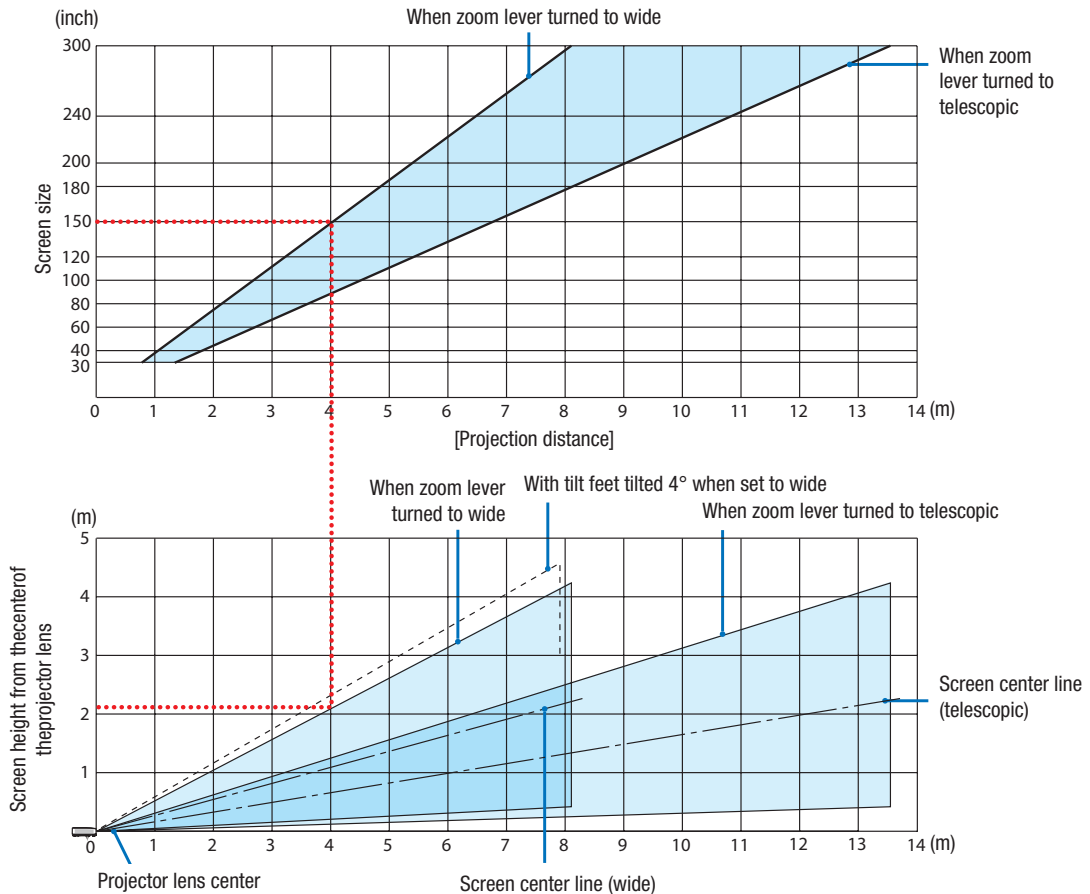 (inch)
When zoom lever turned to wide
When zoom
lever turned to
telescopic
300
240
200
180
150
120
100
80
60
40
30
Screen size
0 1 2 3 4 5 6 7 8 9 10 11 12 13 14 (m)
[Projection distance]
When zoom lever
turned to wide
With tilt feet tilted 4° when set to wide
When zoom lever turned to telescopic
(m)
5
4
3
2
1
Screen height from thecenterof
theprojector lens
Screen center line
(telescopic)
0 1 2 3 4 5 6 7 8 9 10 11 12 13 14 (m)
Projector lens center
Screen center line (wide)